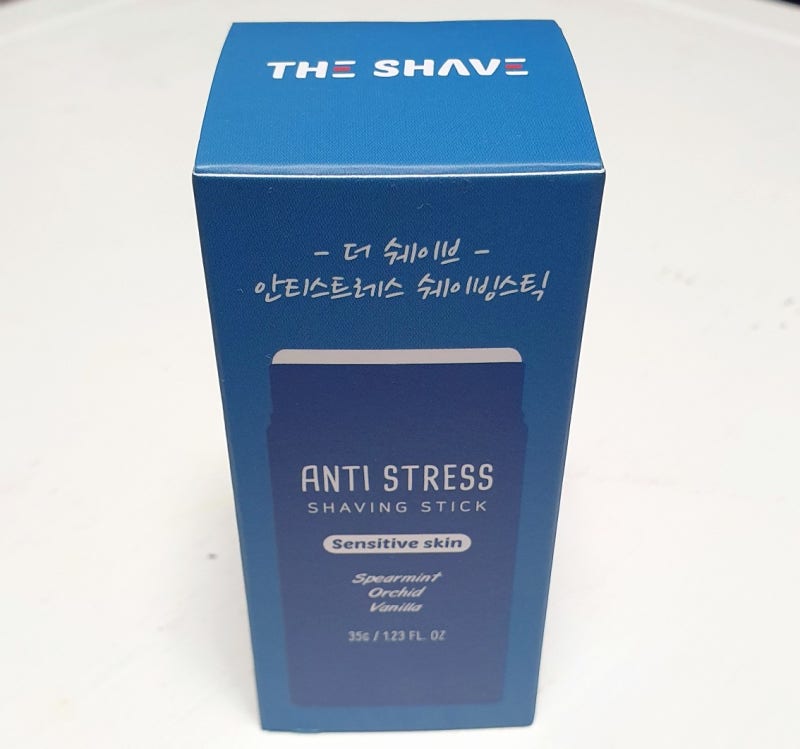 THE SHAVE
- 더 쉐이브 -
안티스트레스 쉐이빙스틱
ANTI STRESS
SHAVING STICK
Sensitive skin
Spearmint
Orchid
Vanilla
35G / 1.23 FL. OZ